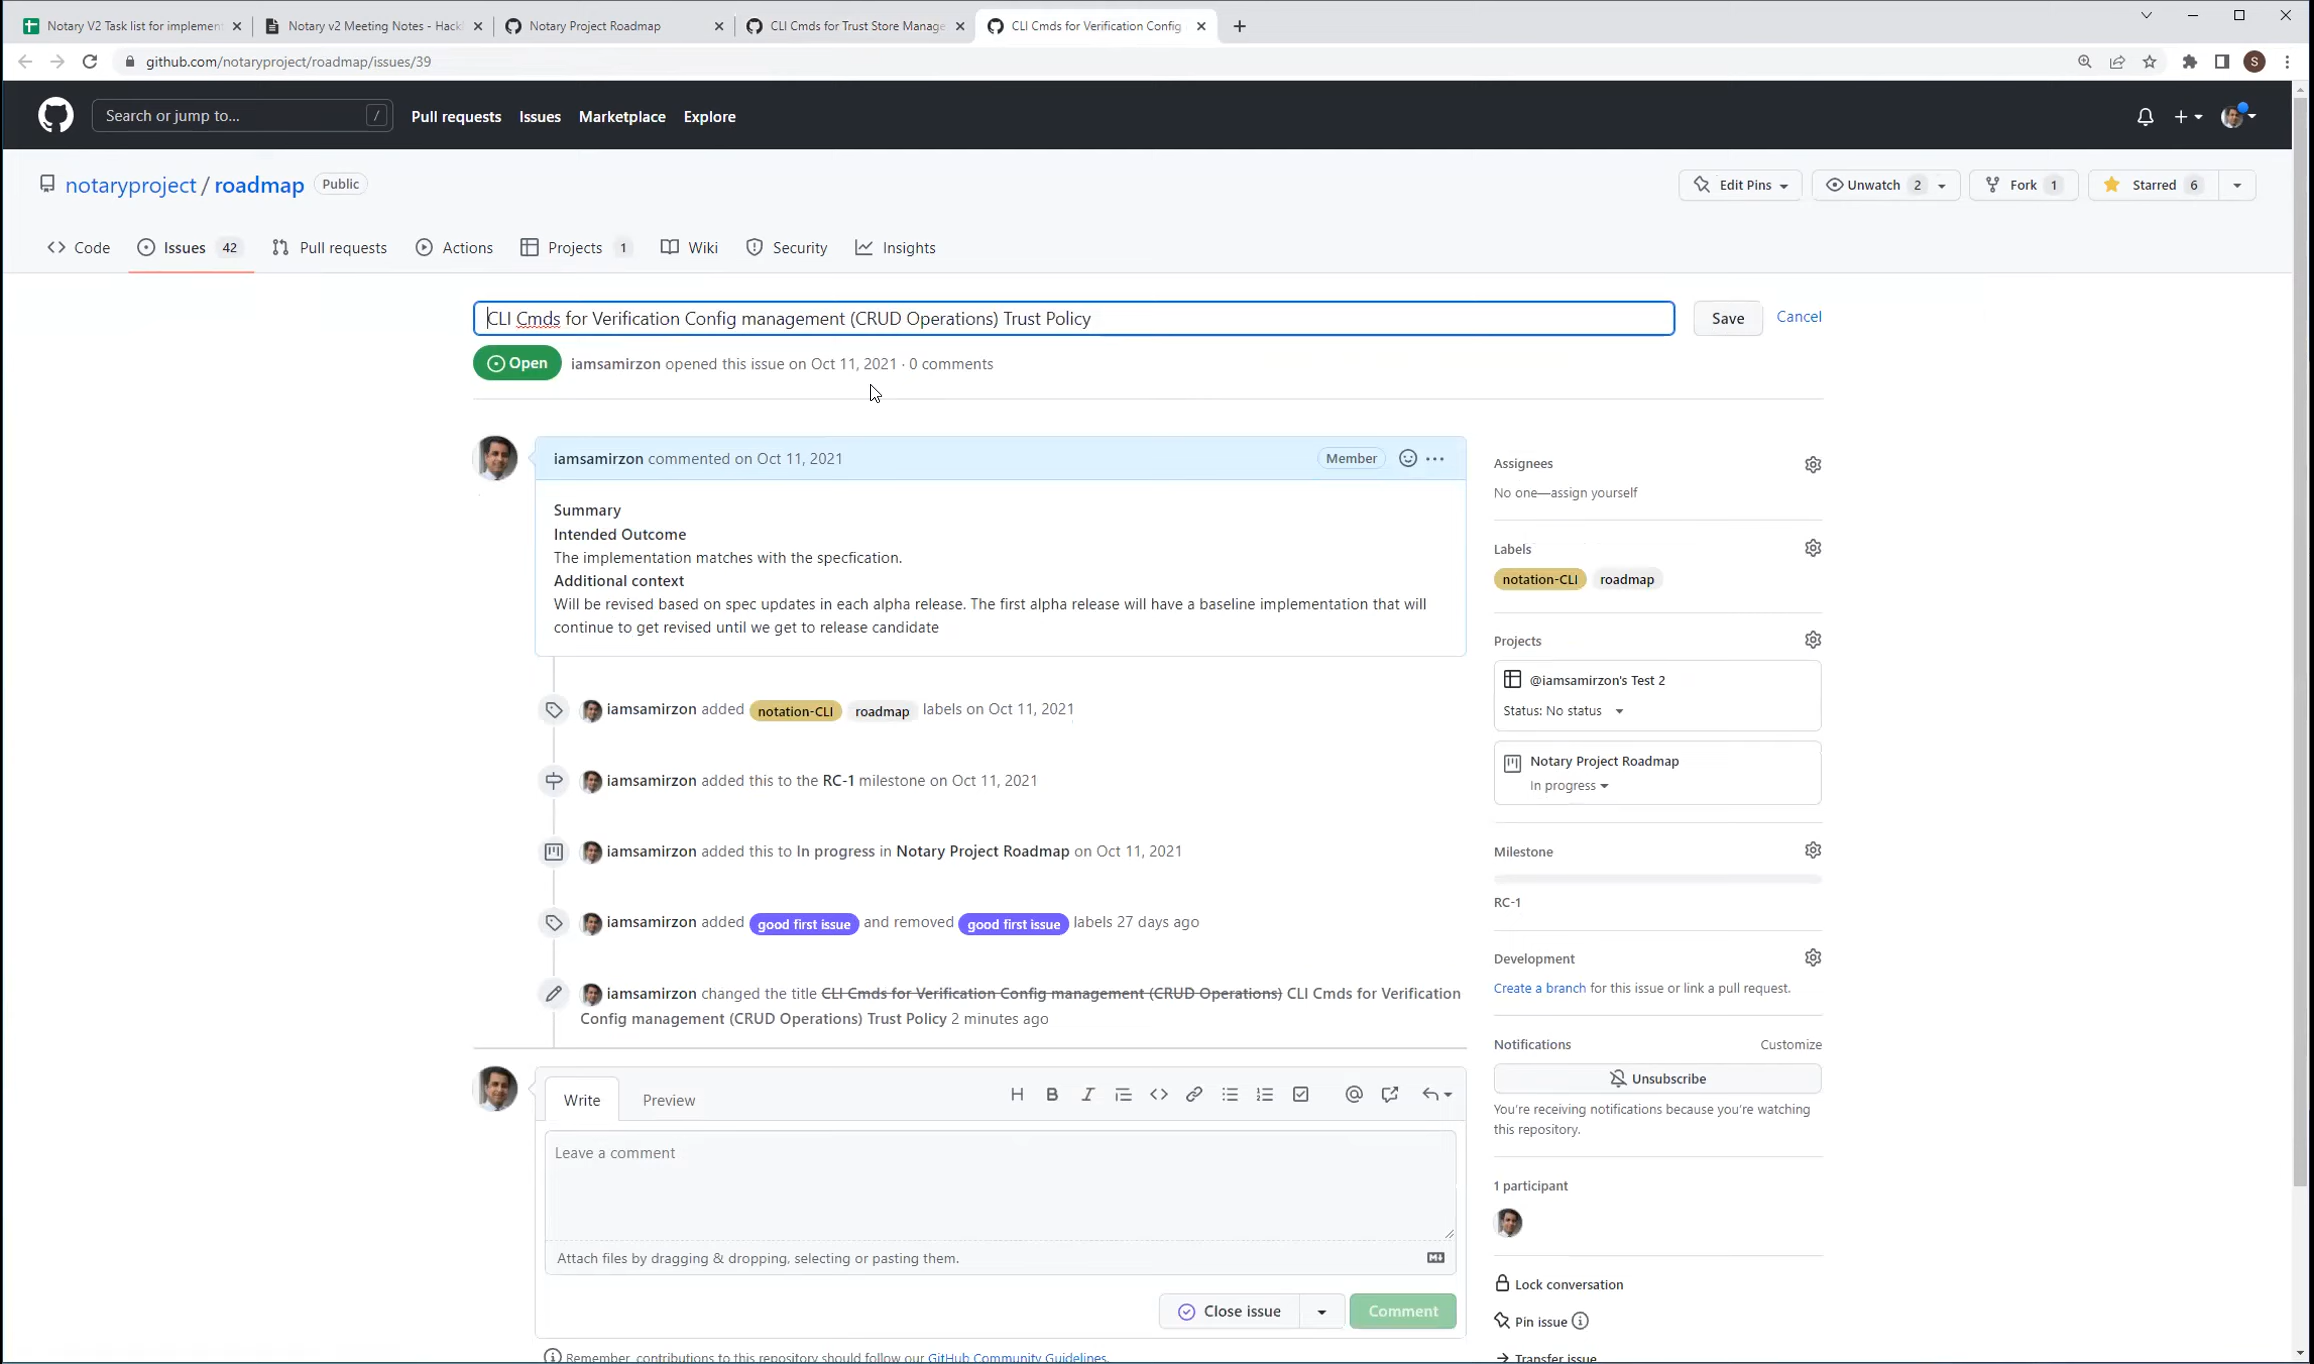 Notary V2 Task list for implemen
Notary v2 Meeting Notes - Hack
Notary Project Roadmap
CLI Cmds for Trust Store Manage
CLI Cmds for Verification Config
github.com/notaryproject/roadmap/issues/39
S
Search or jump to...
/
Pull requests
Issues
Marketplace
Explore
notaryproject / roadmap
Public
Edit Pins
Unwatch 2
Fork 1
Starred 6
Code
Issues 42
Pull requests
Actions
Projects 1
Wiki
Security
Insights
CLI Cmds for Verification Config management (CRUD Operations) Trust Policy
Save
Cancel
Open
iamsamirzon opened this issue on Oct 11, 2021 · 0 comments
iamsamirzon commented on Oct 11, 2021
Member
Summary
Intended Outcome
The implementation matches with the specfication.
Additional context
Will be revised based on spec updates in each alpha release. The first alpha release will have a baseline implementation that will
continue to get revised until we get to release candidate
iamsamirzon added notation-CLI roadmap labels on Oct 11, 2021
iamsamirzon added this to the RC-1 milestone on Oct 11, 2021
iamsamirzon added this to In progress in Notary Project Roadmap on Oct 11, 2021
iamsamirzon added good first issue and removed good first issue labels 27 days ago
iamsamirzon changed the title CLI Cmds for Verification Config management (CRUD Operations) CLI Cmds for Verification
Config management (CRUD Operations) Trust Policy 2 minutes ago
Write
Preview
Leave a comment
Attach files by dragging & dropping, selecting or pasting them.
Close issue
Comment
Remember, contributions to this repository should follow our GitHub Community Guidelines.
Assignees
No one—assign yourself
Labels
notation-CLI
roadmap
Projects
@iamsamirzon's Test 2
Status: No status
Notary Project Roadmap
In progress
Milestone
RC-1
Development
Create a branch for this issue or link a pull request.
Notifications
Customize
Unsubscribe
You're receiving notifications because you're watching
this repository.
1 participant
Lock conversation
Pin issue
Transfer issue